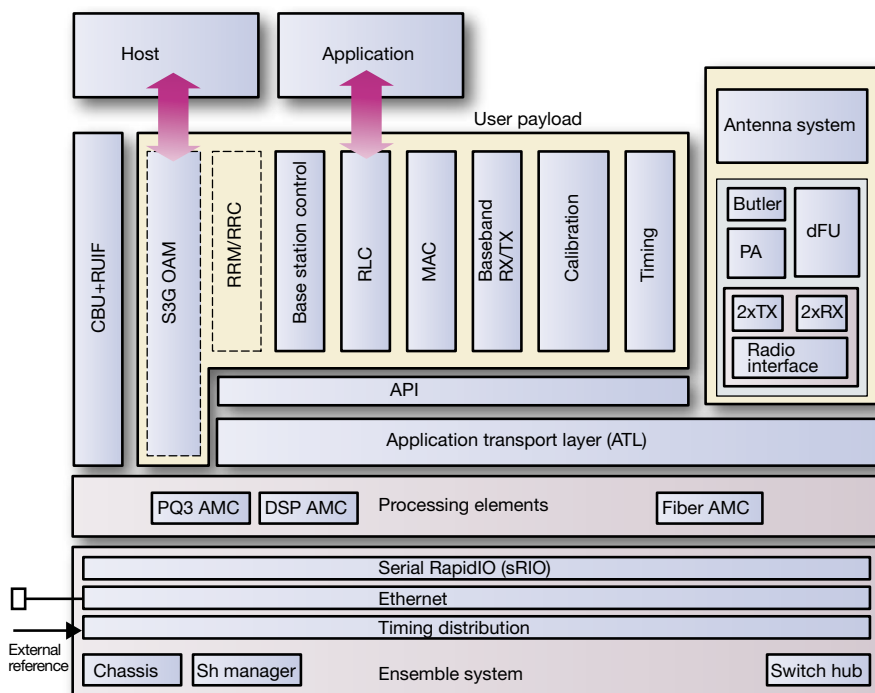 Host
Application
User payload
Antenna system
CBU+RUIF
S3G OAM
RRM/RRC
Base station control
RLC
MAC
Baseband
RX/TX
Calibration
Timing
Butler
dFU
PA
2xTX
2xRX
Radio
interface
API
Application transport layer (ATL)
PQ3 AMC
DSP AMC
Processing elements
Fiber AMC
Serial RapidIO (sRIO)
Ethernet
Timing distribution
External
reference
Chassis
Sh manager
Ensemble system
Switch hub